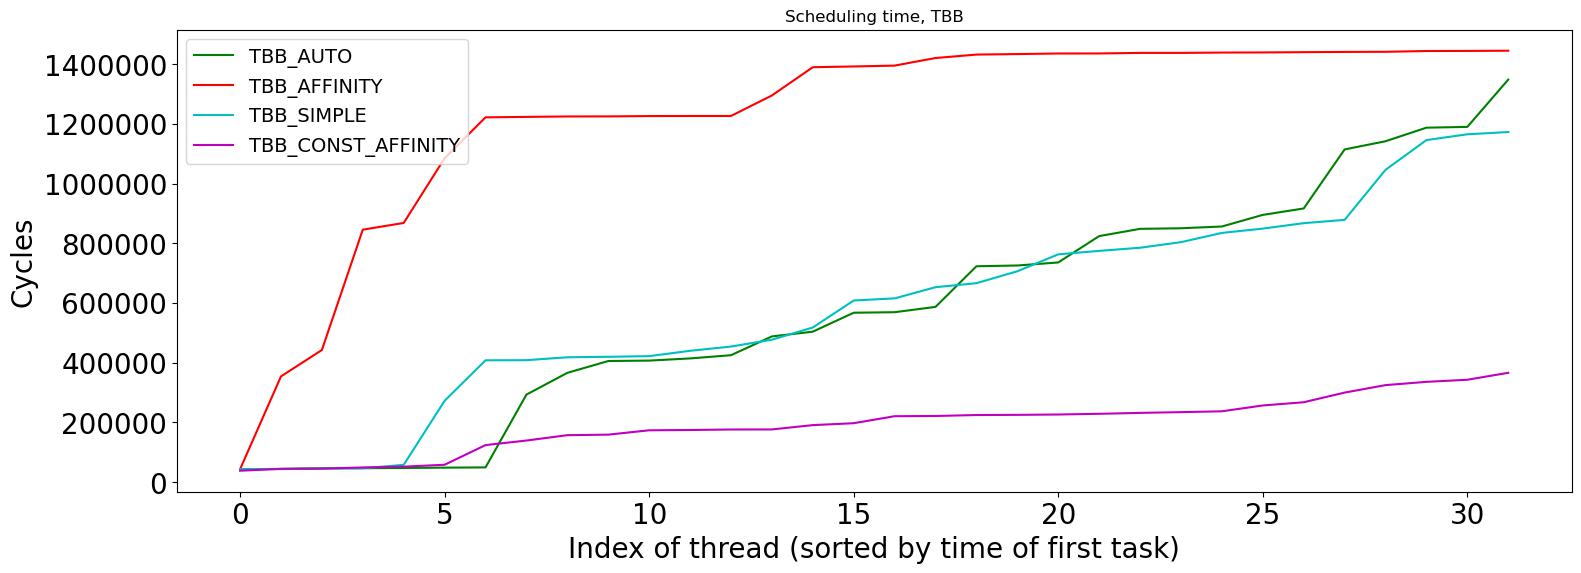 Scheduling time, TBB
TBB_AUTO
TBB_AFFINITY
TBB_SIMPLE
TBB_CONST_AFFINITY
Cycles
1400000
1200000
1000000
800000
600000
400000
200000
0
0 5 10 15 20 25 30
Index of thread (sorted by time of first task)